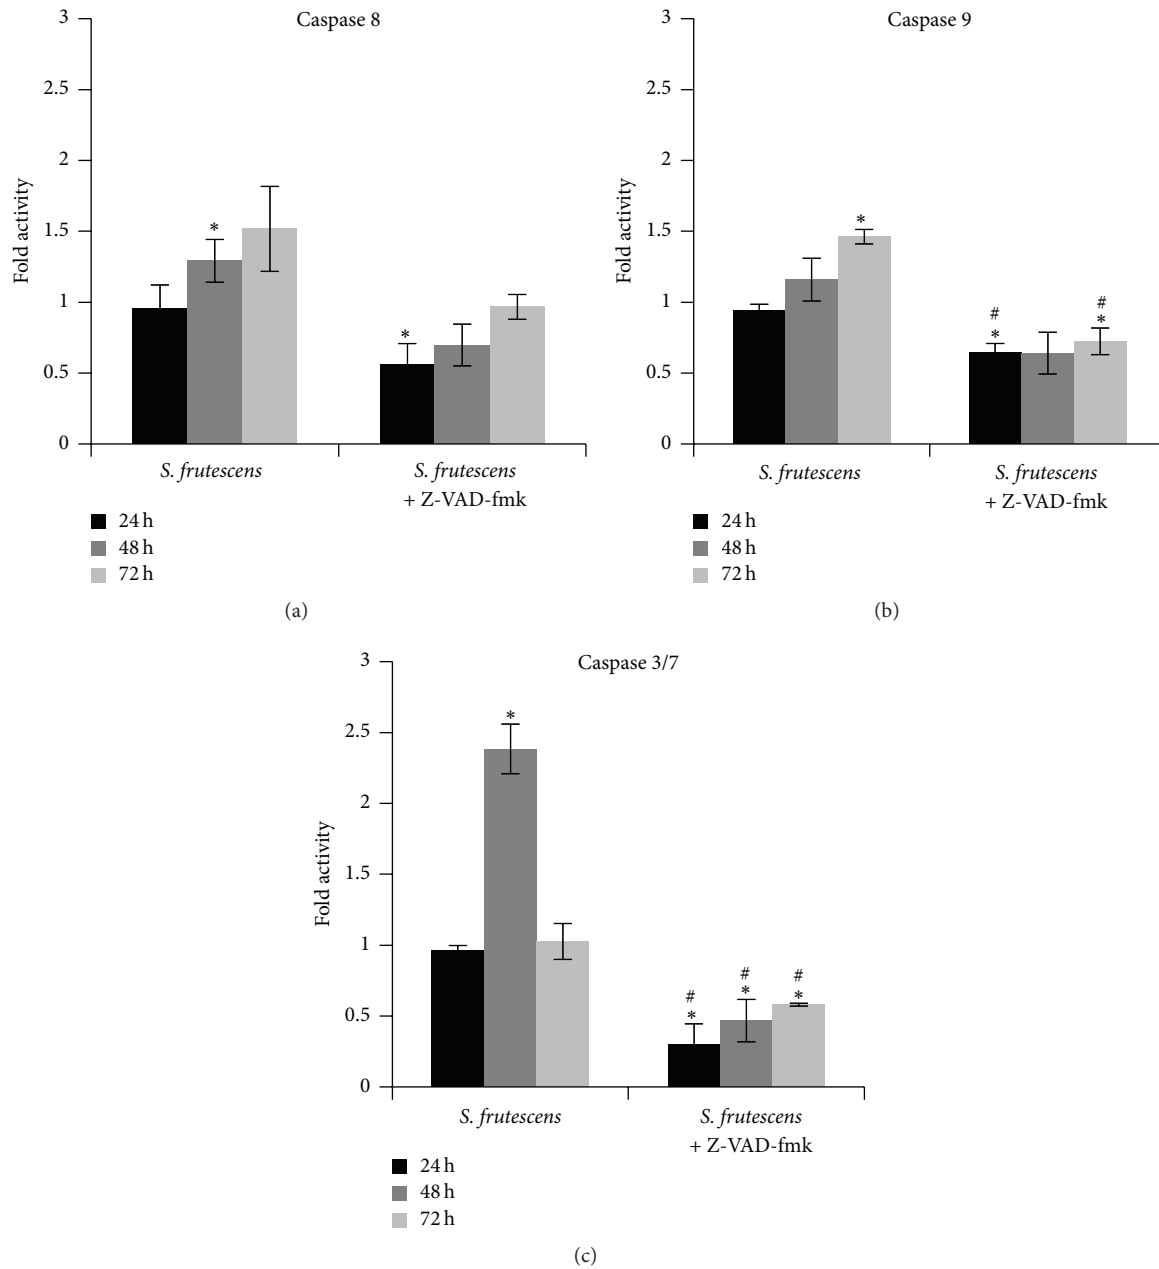 Caspase 8
3
2.5
2
1.5
1
0.5
0
Fold activity
*
*
S. frutescens
S. frutescens
+ Z-VAD-fmk
24 h
48 h
72 h
(a)
Caspase 9
3
2.5
2
1.5
1
0.5
0
Fold activity
*
#
*
#
*
S. frutescens
S. frutescens
+ Z-VAD-fmk
24 h
48 h
72 h
(b)
Caspase 3/7
3
2.5
2
1.5
1
0.5
0
Fold activity
*
#
*
#
*
#
*
S. frutescens
S. frutescens
+ Z-VAD-fmk
24 h
48 h
72 h
(c)